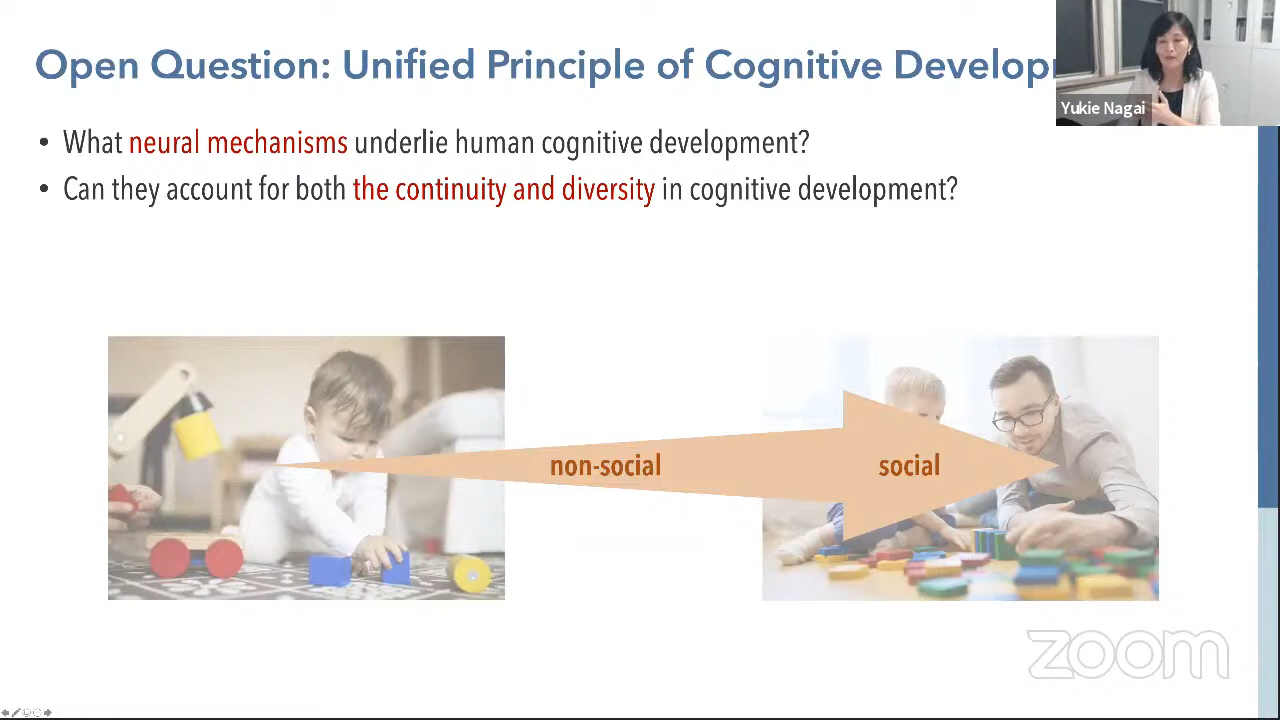 Open Question: Unified Principle of Cognitive Develop
Yukie Nagai
• What neural mechanisms underlie human cognitive development?
• Can they account for both the continuity and diversity in cognitive development?
non-social
social
zoom